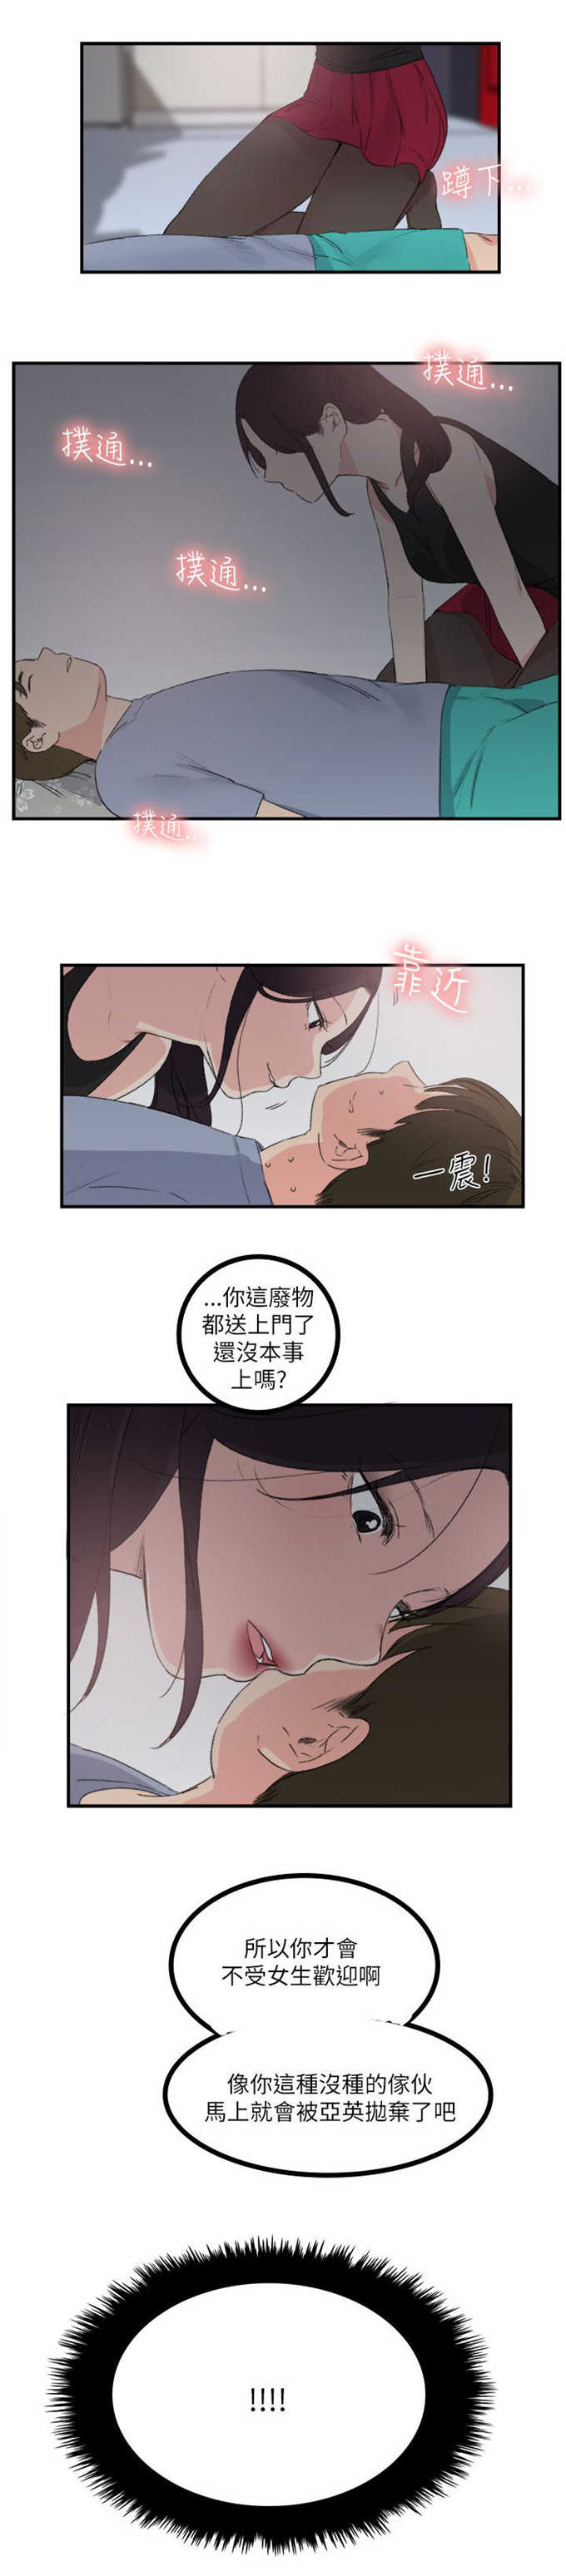 蹲下...
撲通...
撲通...
撲通...
撲通...
靠近
一震!
...你這廢物
都送上門了
還沒本事
上嗎?
所以你才會
不受女生歡迎啊
像你這種沒種的傢伙
馬上就會被亞英拋棄了吧
!!!!